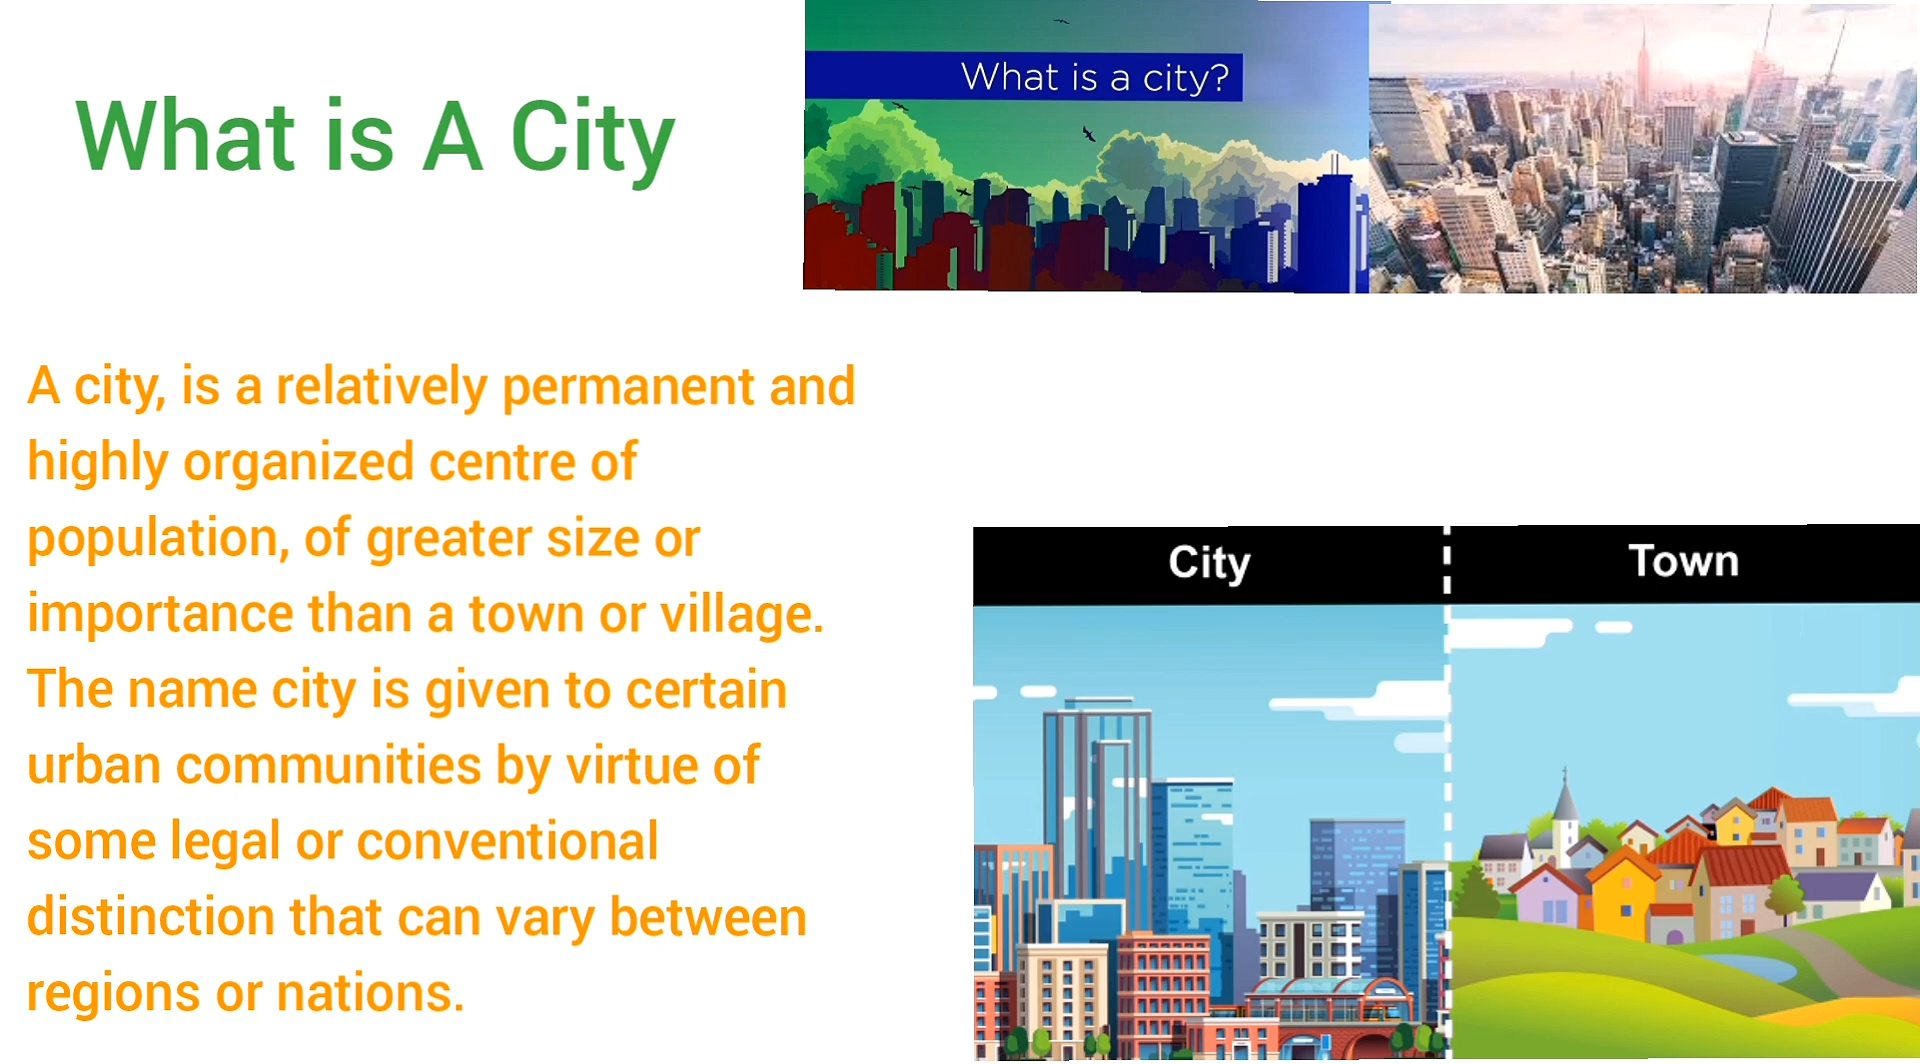 What is A City
What is a city?
A city, is a relatively permanent and
highly organized centre of
population, of greater size or
importance than a town or village.
The name city is given to certain
urban communities by virtue of
some legal or conventional
distinction that can vary between
regions or nations.
City
Town